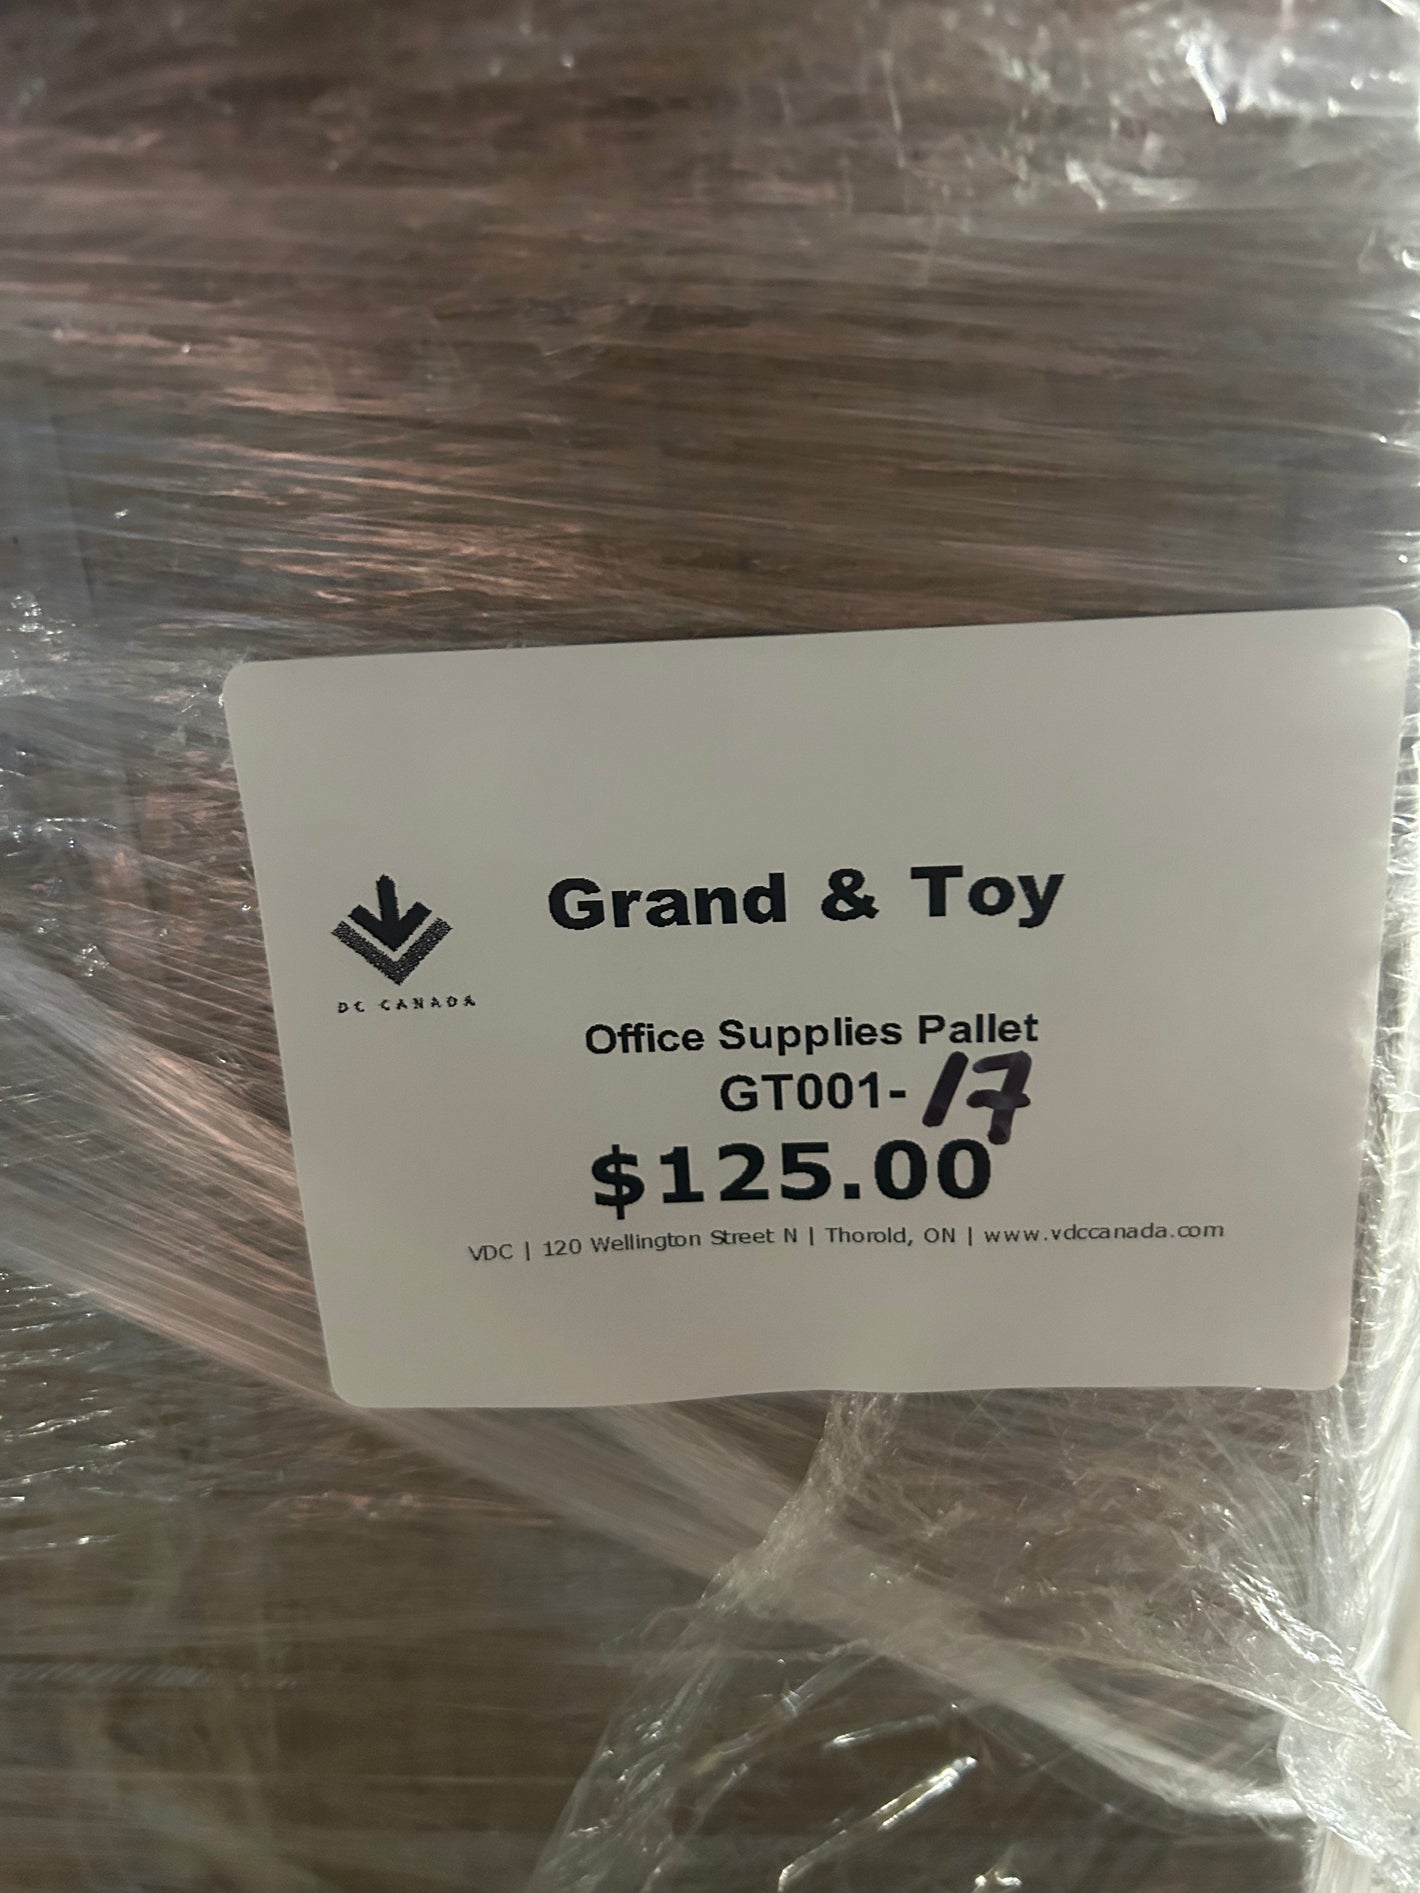 Grand & Toy
DC CANADA
Office Supplies Pallet
GT001-17
$125.00
VDC | 120 Wellington Street N | Thorold, ON | www.vdccanada.com